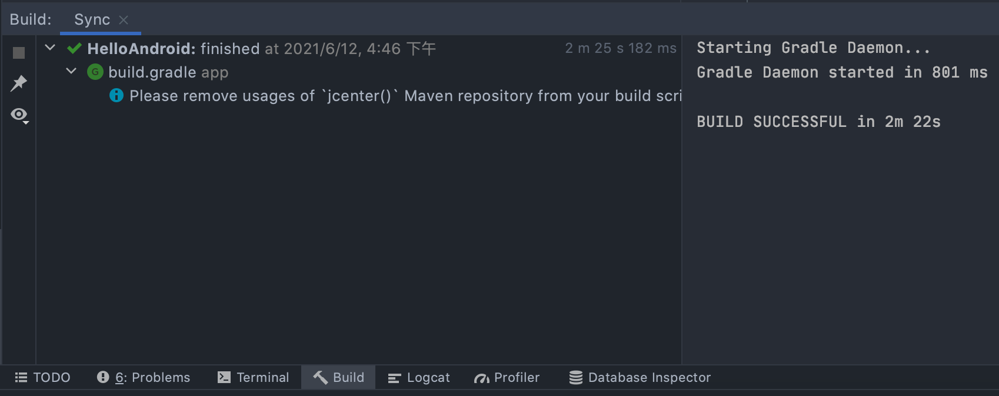 Build: Sync
HelloAndroid: finished at 2021/6/12, 4:46 下午 2 m 25 s 182 ms
G build.gradle app
Please remove usages of `jcenter()` Maven repository from your build scri
Starting Gradle Daemon...
Gradle Daemon started in 801 ms
BUILD SUCCESSFUL in 2m 22s
TODO 6: Problems Terminal Build Logcat Profiler Database Inspector